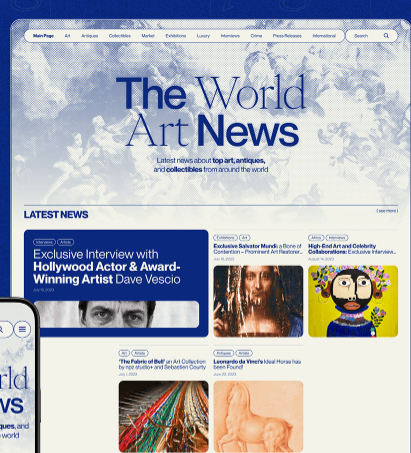 Main Page Art Antiques Collectibles Market Exhibitions Luxury Interviews Crime Press Releases International Search
The World
Art News
Latest news about top art, antiques,
and collectibles from around the world
LATEST NEWS
( see more )
Interviews Artists
Exclusive Interview with
Hollywood Actor & Award-
Winning Artist Dave Vescio
July 18, 2023
Exhibitions Art
Exclusive Salvator Mundi: a Bone of
Contention – Prominent Art Restorer...
July 16, 2023
Africa Interviews
High-End Art and Celebrity
Collaborations: Exclusive Interview...
August 14, 2023
Art Artists
'The Fabric of Bell' an Art Collection
by npz studio+ and Sebastien Courty
July 1, 2023
Antiques Artists
Leonardo da Vinci's Ideal Horse has
been Found!
June 22, 2023
rld
ws
ques, and
e world